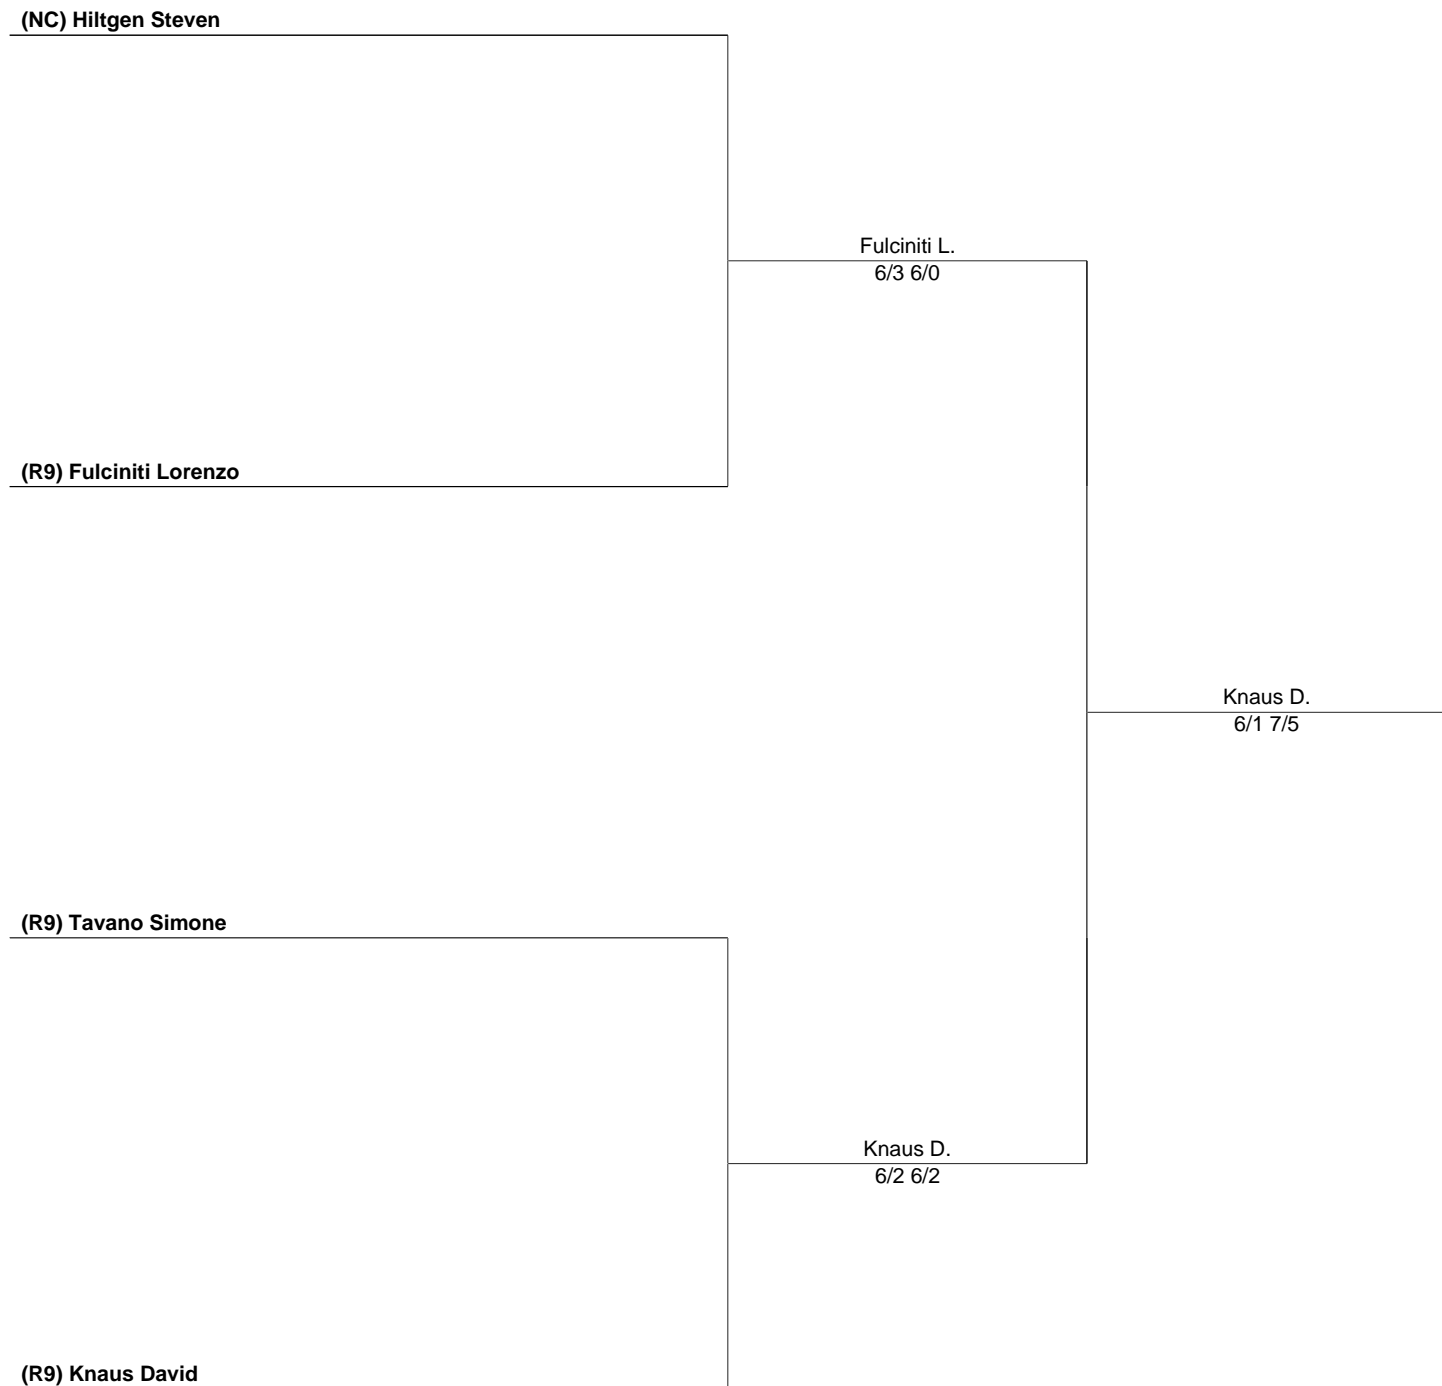 (NC) Hiltgen Steven
Fulciniti L.
6/3 6/0
(R9) Fulciniti Lorenzo
Knaus D.
6/1 7/5
(R9) Tavano Simone
Knaus D.
6/2 6/2
(R9) Knaus David